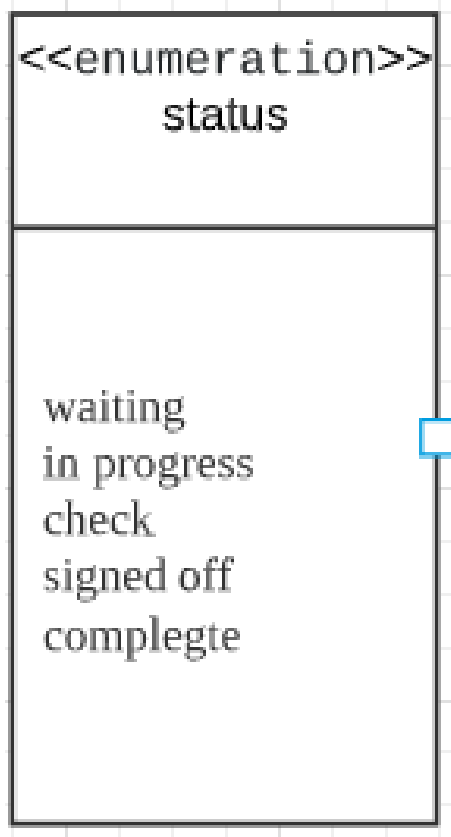 <<enumeration>>
status
waiting
in progress
check
signed off
complegte